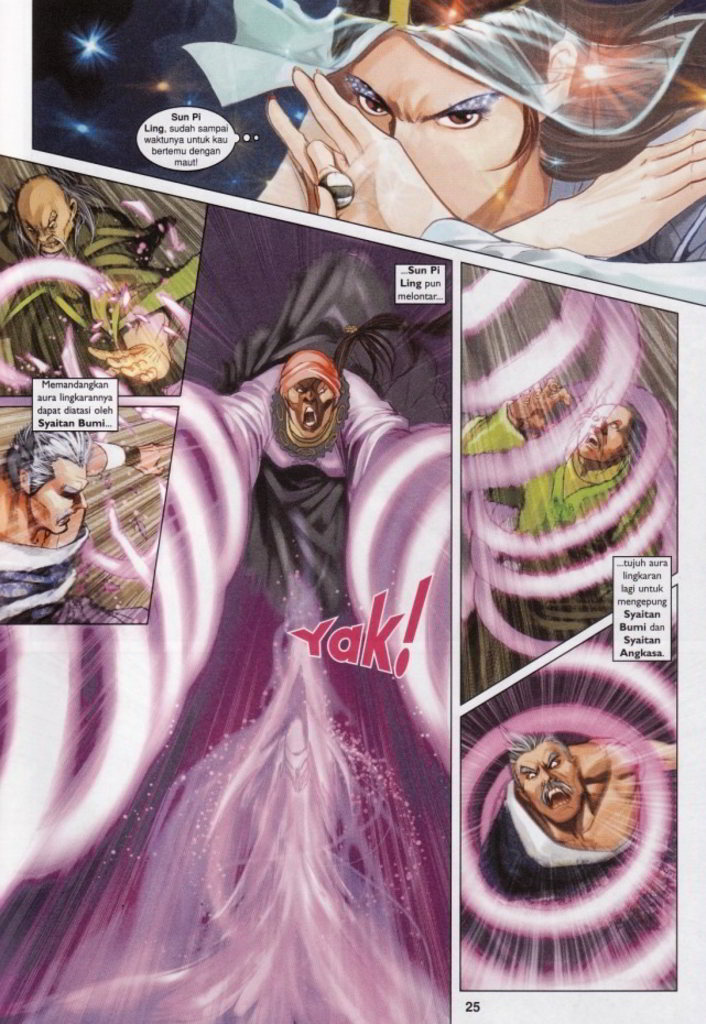 Sun Pi
Ling, sudah sampai
waktunya untuk kau
bertemu dengan
maut!
Memandangkan
aura lingkarannya
dapat diatasi oleh
Syaitan Bumi...
...Sun Pi
Ling pun
melontar...
Yak!
...tujuh aura
lingkaran
lagi untuk
mengepung
Syaitan
Bumi dan
Syaitan
Angkasa.
25